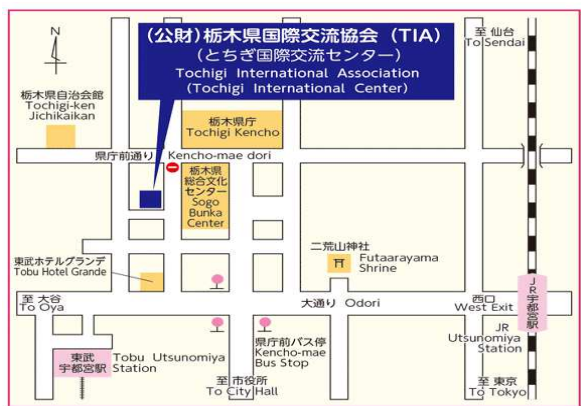 N
(公財)栃木県国際交流協会(TIA)
(とちぎ国際交流センター)
Tochigi International Association
(Tochigi International Center)
至 仙台
To Sendai
栃木県自治会館
Tochigi-ken
Jichikaikan
栃木県庁
Tochigi Kencho
県庁前通り Kencho-mae dori
栃木県
総合文化
センター
Sogo
Bunka
Center
東武ホテルグランデ
Tobu Hotel Grande
二荒山神社
Futaarayama
Shrine
至 大谷
To Oya
大通り Odori
西口
West Exit
JR宇都宮駅
JR
Utsunomiya
Station
東武
宇都宮駅
Tobu Utsunomiya
Station
県庁前バス停
Kencho-mae
Bus Stop
至 市役所
To City Hall
至 東京
To Tokyo